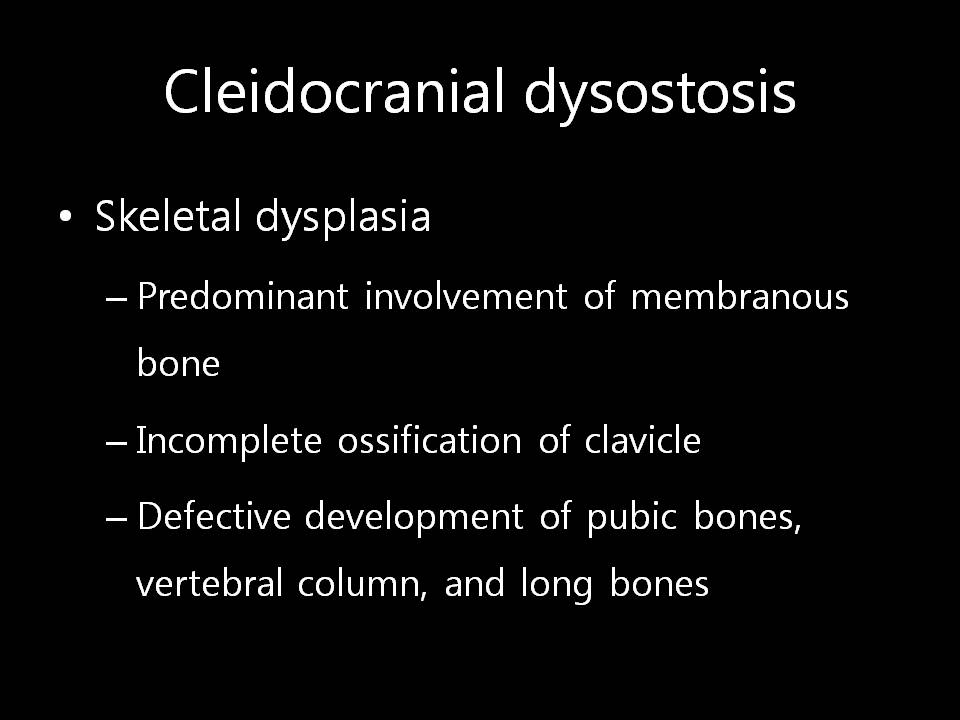 Cleidocranial dysostosis
• Skeletal dysplasia
– Predominant involvement of membranous
bone
– Incomplete ossification of clavicle
– Defective development of pubic bones,
vertebral column, and long bones